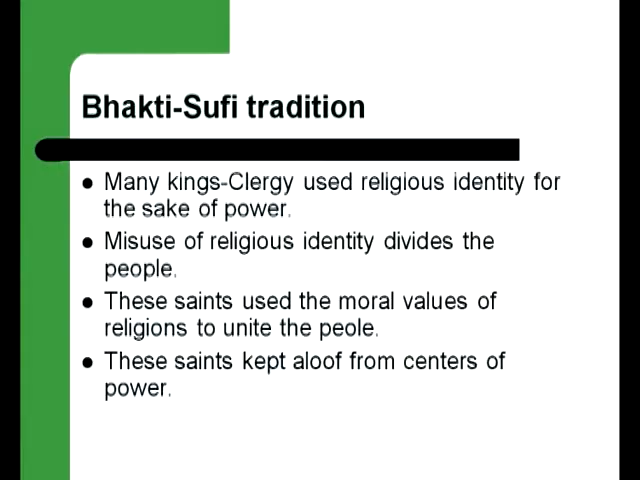 Bhakti-Sufi tradition
Many kings-Clergy used religious identity for
the sake of power.
Misuse of religious identity divides the
people.
These saints used the moral values of
religions to unite the peole.
These saints kept aloof from centers of
power.